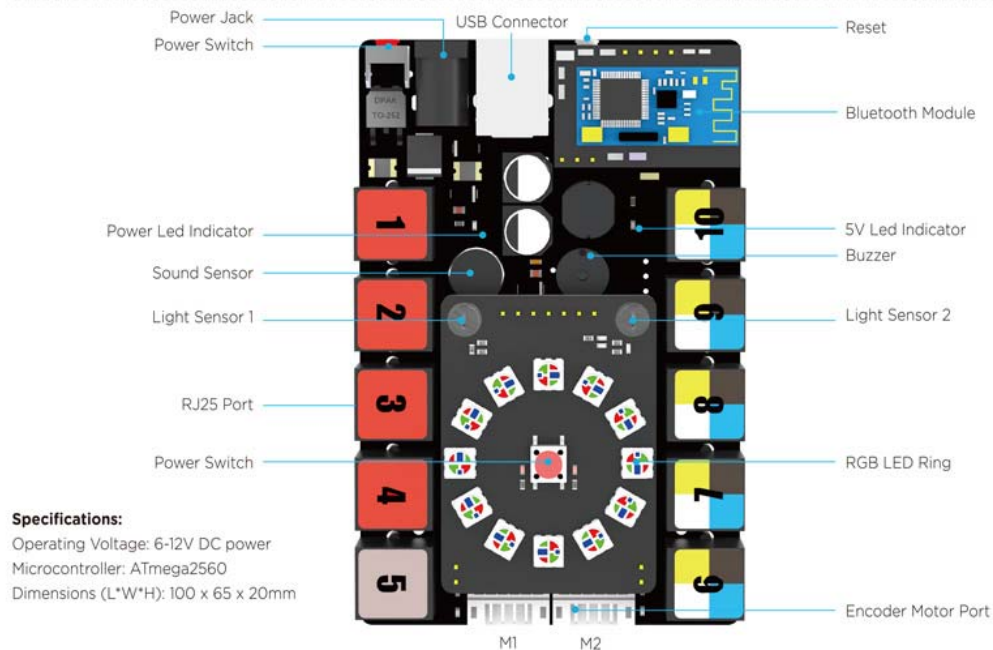 Power Jack
USB Connector
Reset
Power Switch
Bluetooth Module
DPAK
TO-252
1
10
Power Led Indicator
5V Led Indicator
Sound Sensor
Buzzer
2
9
Light Sensor 1
Light Sensor 2
3
8
RJ25 Port
Power Switch
RGB LED Ring
4
7
Specifications:
Operating Voltage: 6-12V DC power
Microcontroller: ATmega2560
Dimensions (L*W*H): 100 x 65 x 20mm
5
6
Encoder Motor Port
M1
M2